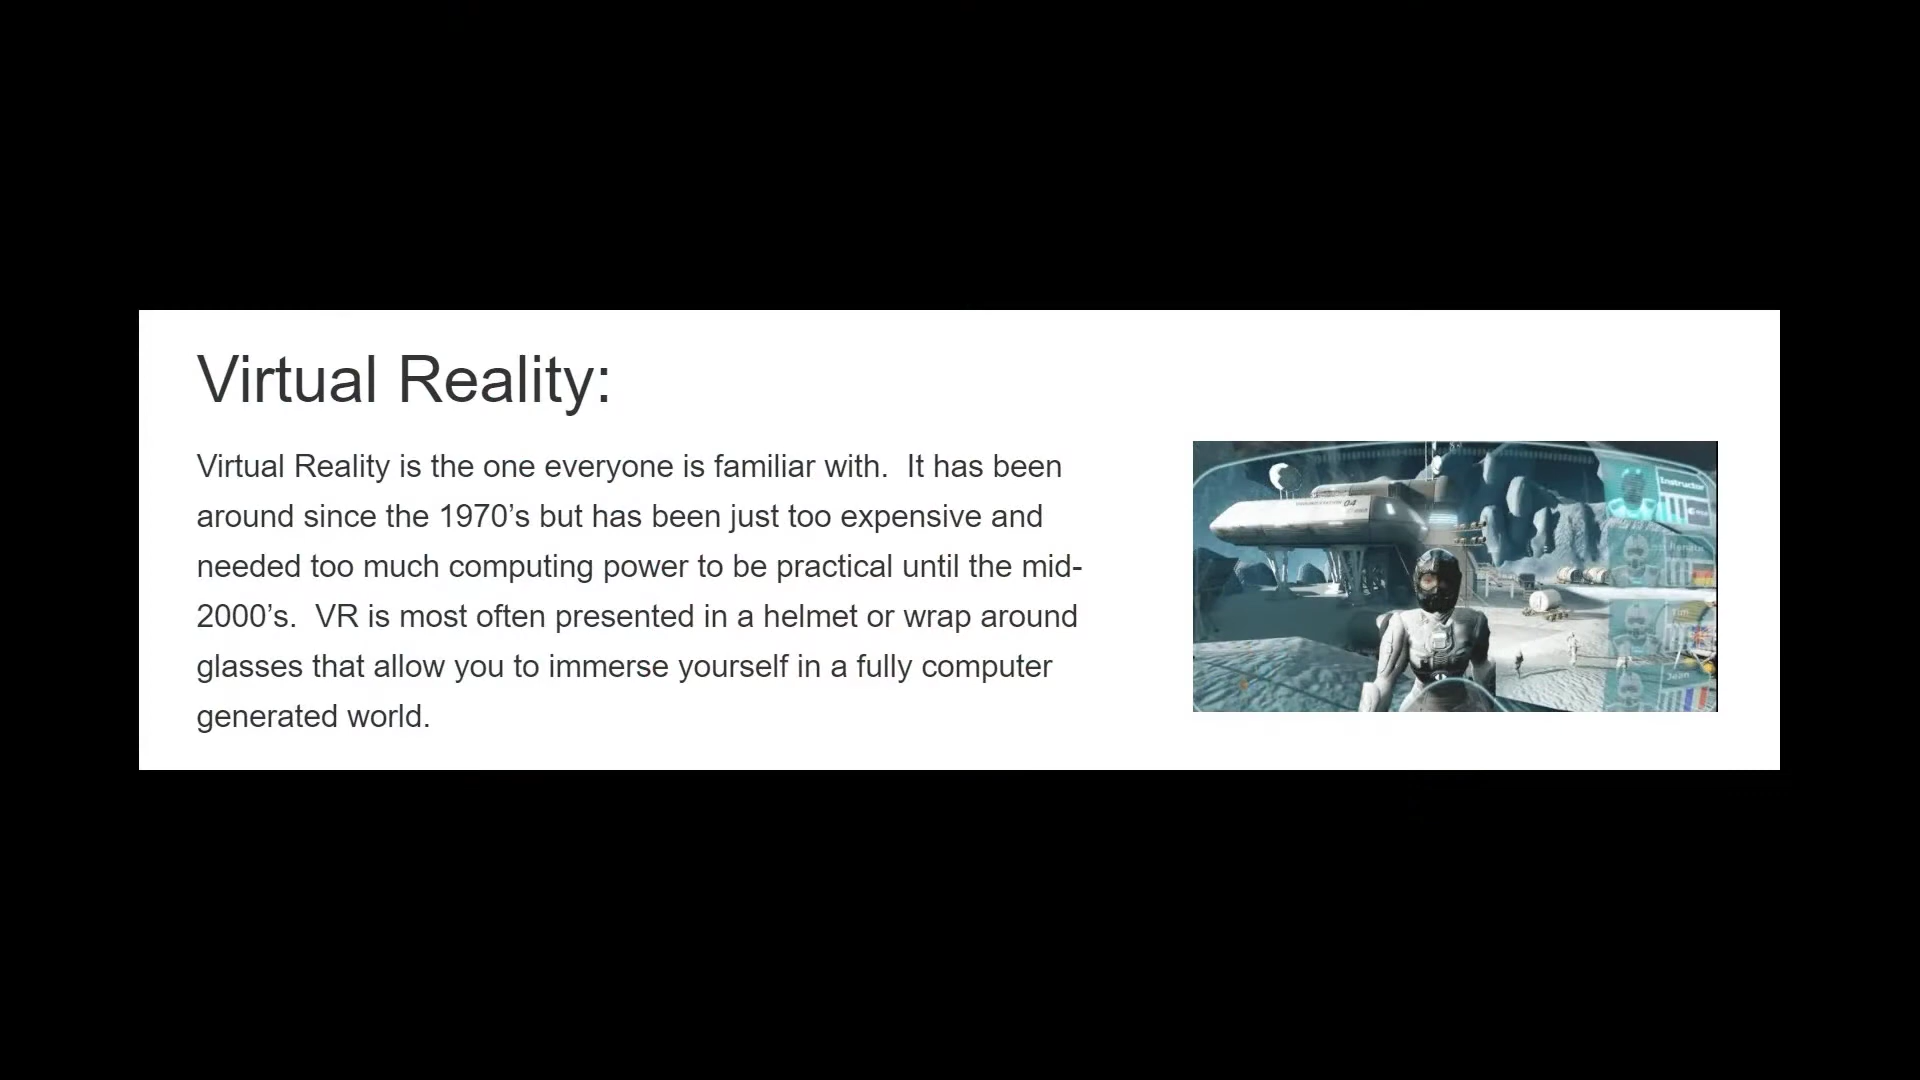 Virtual Reality:
Virtual Reality is the one everyone is familiar with.  It has been
around since the 1970’s but has been just too expensive and
needed too much computing power to be practical until the mid-
2000’s.  VR is most often presented in a helmet or wrap around
glasses that allow you to immerse yourself in a fully computer
generated world.
04
Instructor
Tim
Jean